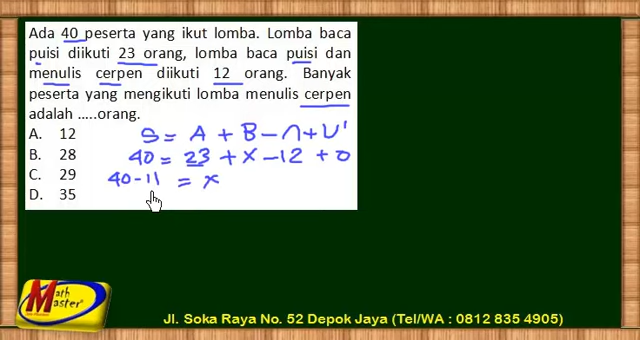 Ada 40 peserta yang ikut lomba. Lomba baca
puisi diikuti 23 orang, lomba baca puisi dan
menulis cerpen diikuti 12 orang. Banyak
peserta yang mengikuti lomba menulis cerpen
adalah .....orang.
A. 12
B. 28
C. 29
D. 35
S = A + B - ∩ + U'
40 = 23 + x - 12 + 0
40 - 11 = x
Math
Master
Jl. Soka Raya No. 52 Depok Jaya (Tel/WA : 0812 835 4905)